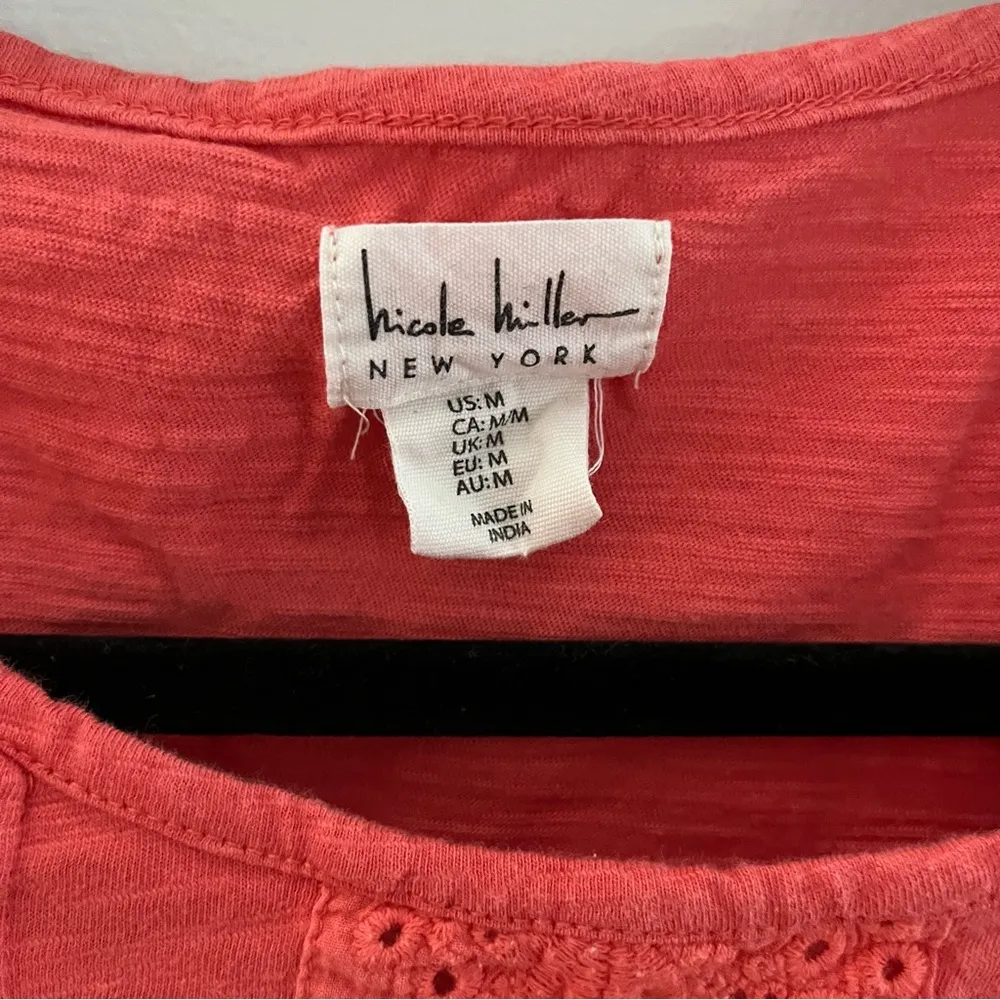 Nicole Miller
NEW YORK
US: M
CA: M/M
UK: M
EU: M
AU: M
MADE IN
INDIA